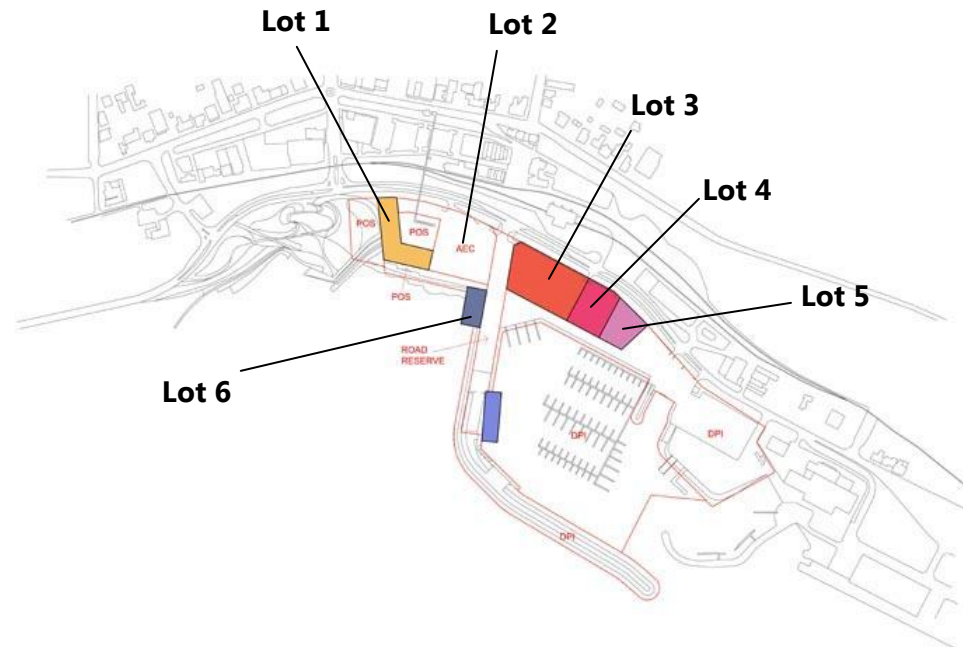 Lot 1
Lot 2
Lot 3
Lot 4
POS
POS
AEC
POS
Lot 5
ROAD
RESERVE
Lot 6
DPI
DPI
DPI